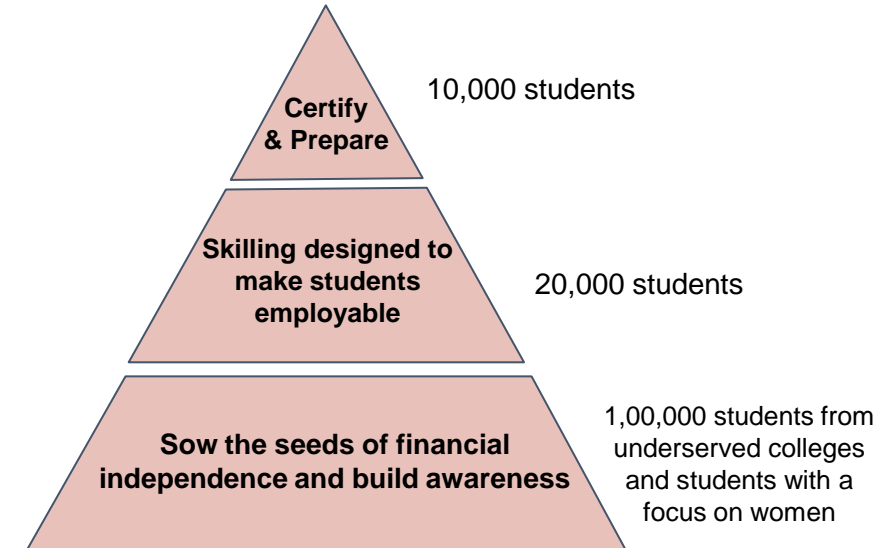 Certify
& Prepare
10,000 students
Skilling designed to
make students
employable
20,000 students
Sow the seeds of financial
independence and build awareness
1,00,000 students from
underserved colleges
and students with a
focus on women